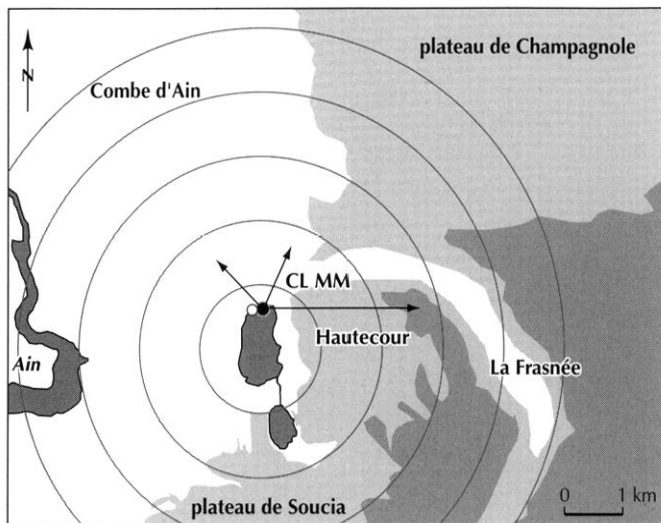 plateau de Champagnole
N
Combe d'Ain
CL MM
Hautecour
Ain
La Frasnée
plateau de Soucia
0 1 km